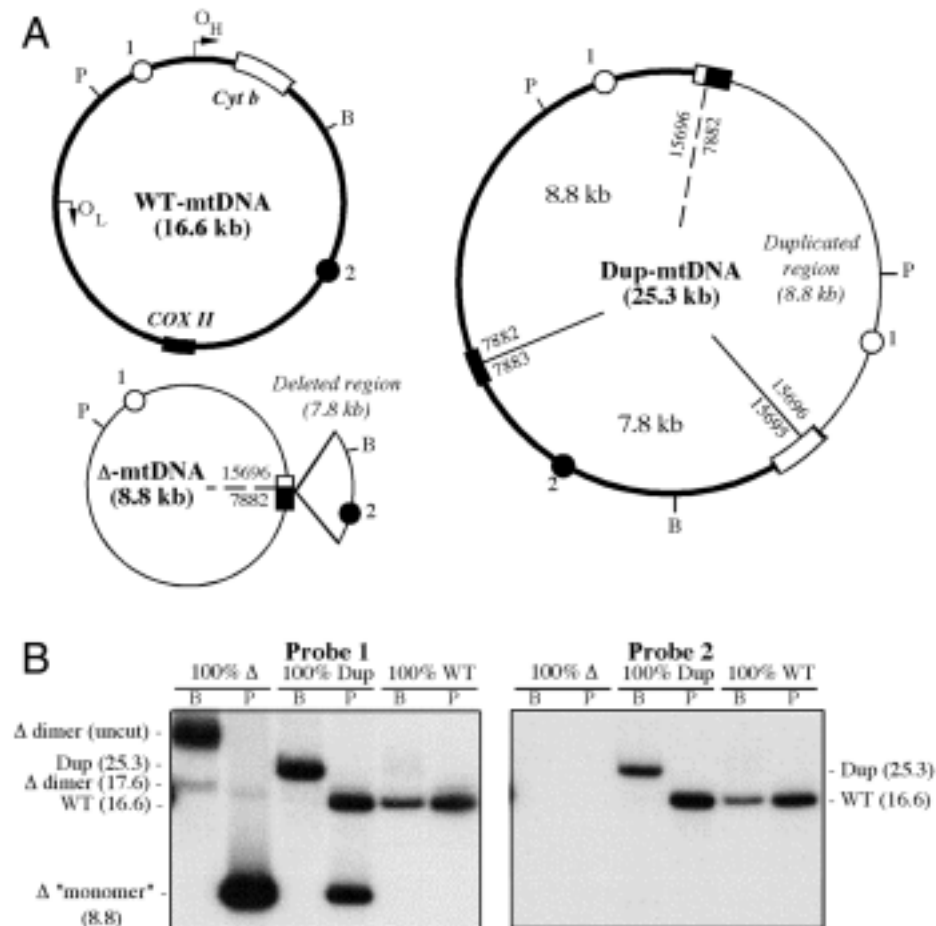 A
O_H
1
P
Cyt b
B
WT-mtDNA
(16.6 kb)
O_L
2
COX II
1
P
Deleted region
(7.8 kb)
B
Δ-mtDNA
(8.8 kb)
15696
7882
2
1
P
15696
7882
8.8 kb
Duplicated
region
(8.8 kb)
Dup-mtDNA
(25.3 kb)
P
1
7882
7883
15696
15695
7.8 kb
2
B
B
Probe 1
100% Δ 100% Dup 100% WT
B P B P B P
Δ dimer (uncut) -
Dup (25.3) -
Δ dimer (17.6) -
WT (16.6) -
Δ "monomer" -
(8.8)
Probe 2
100% Δ 100% Dup 100% WT
B P B P B P
- Dup (25.3)
- WT (16.6)